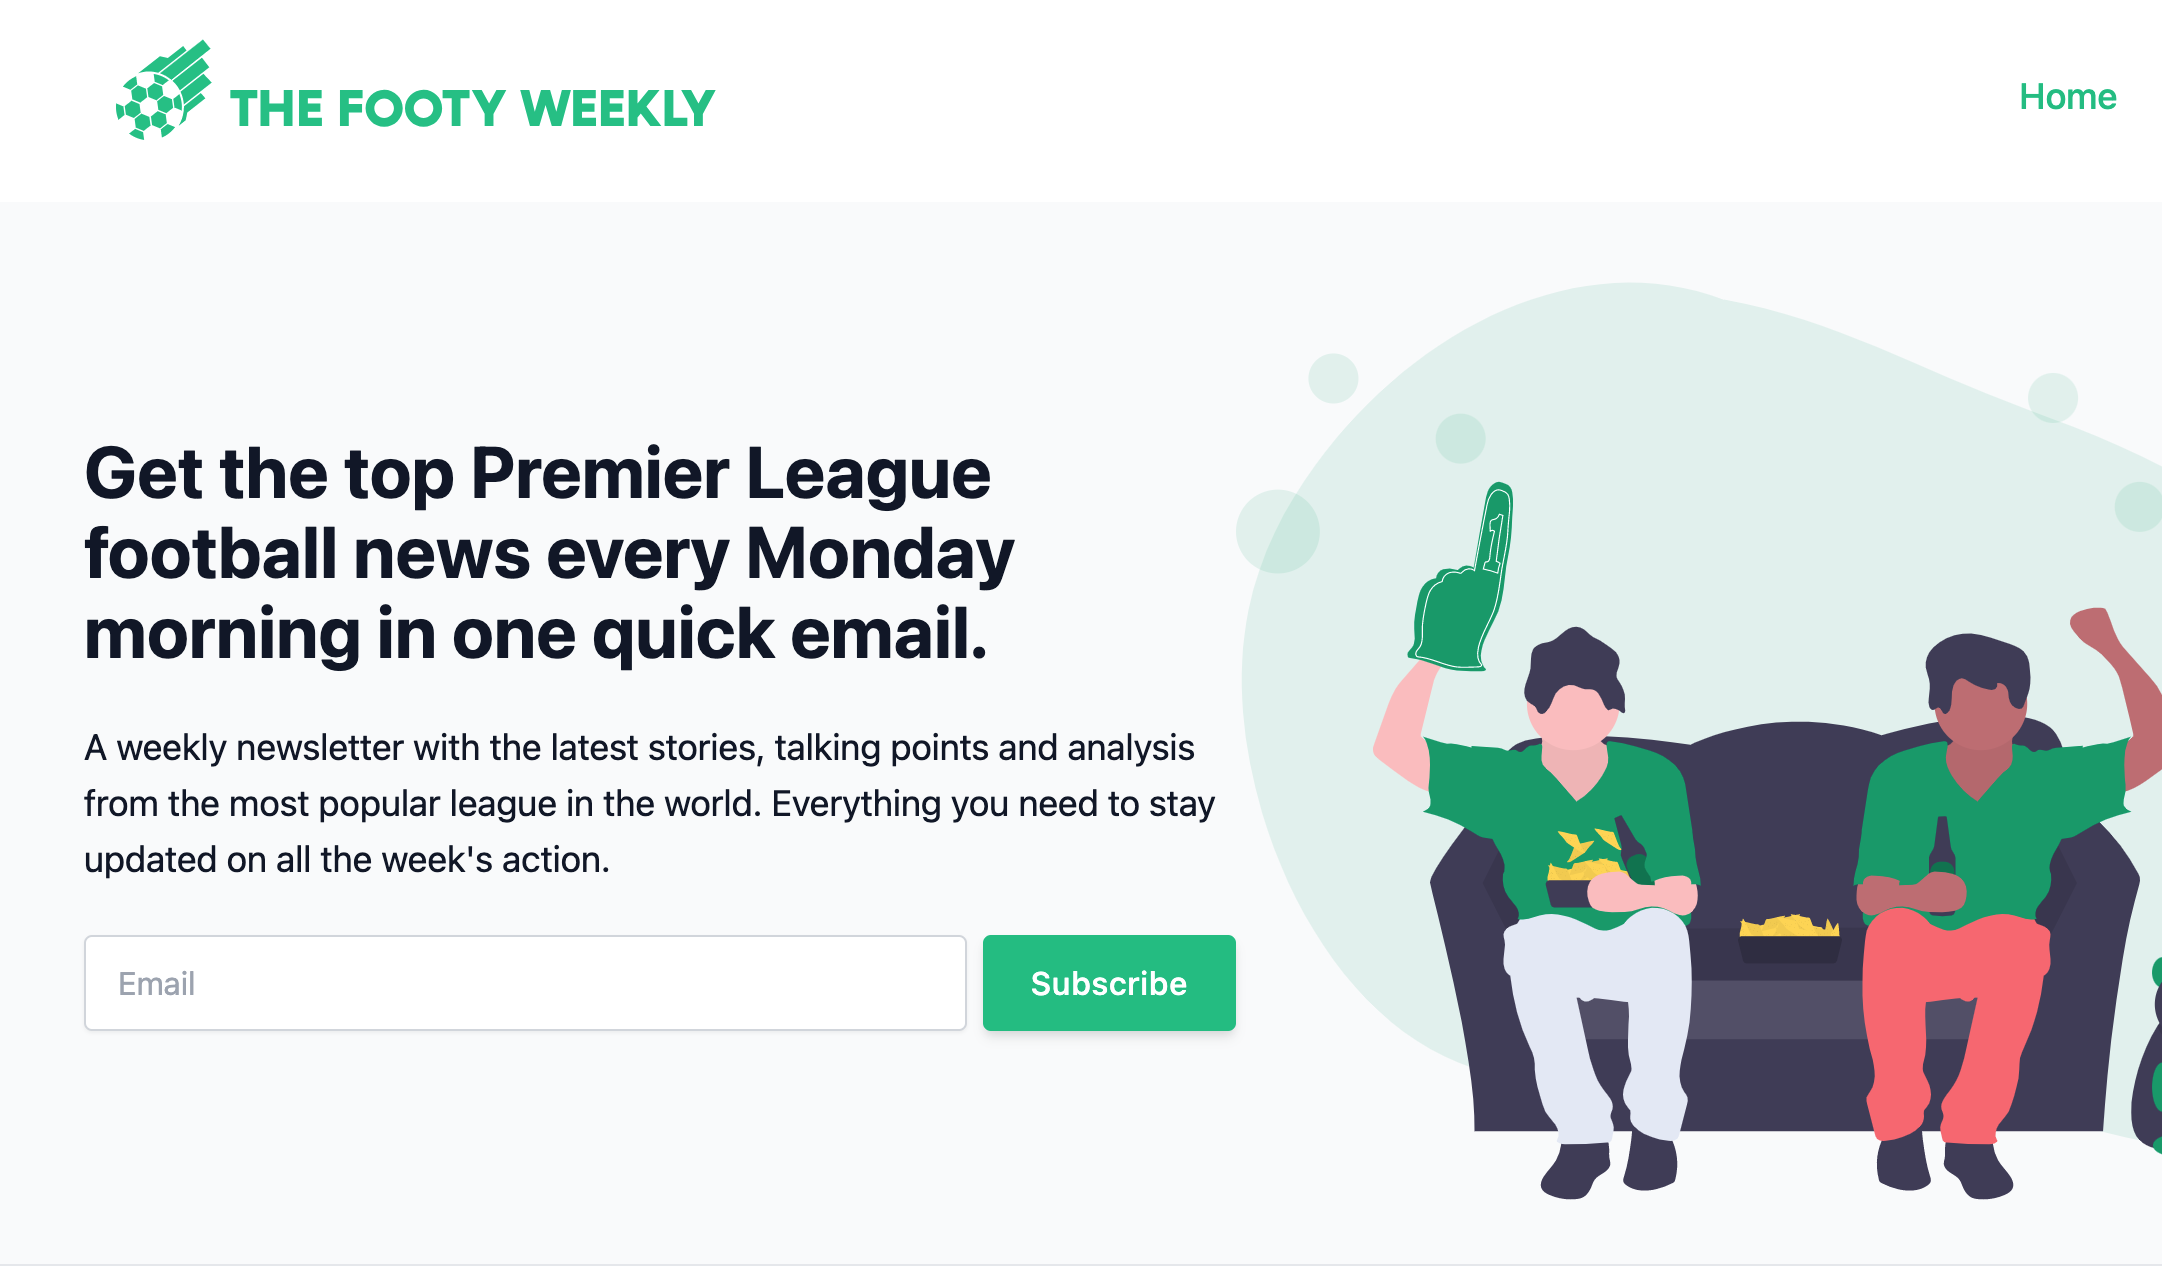 THE FOOTY WEEKLY
Home
Get the top Premier League
football news every Monday
morning in one quick email.
A weekly newsletter with the latest stories, talking points and analysis
from the most popular league in the world. Everything you need to stay
updated on all the week's action.
Email
Subscribe
1